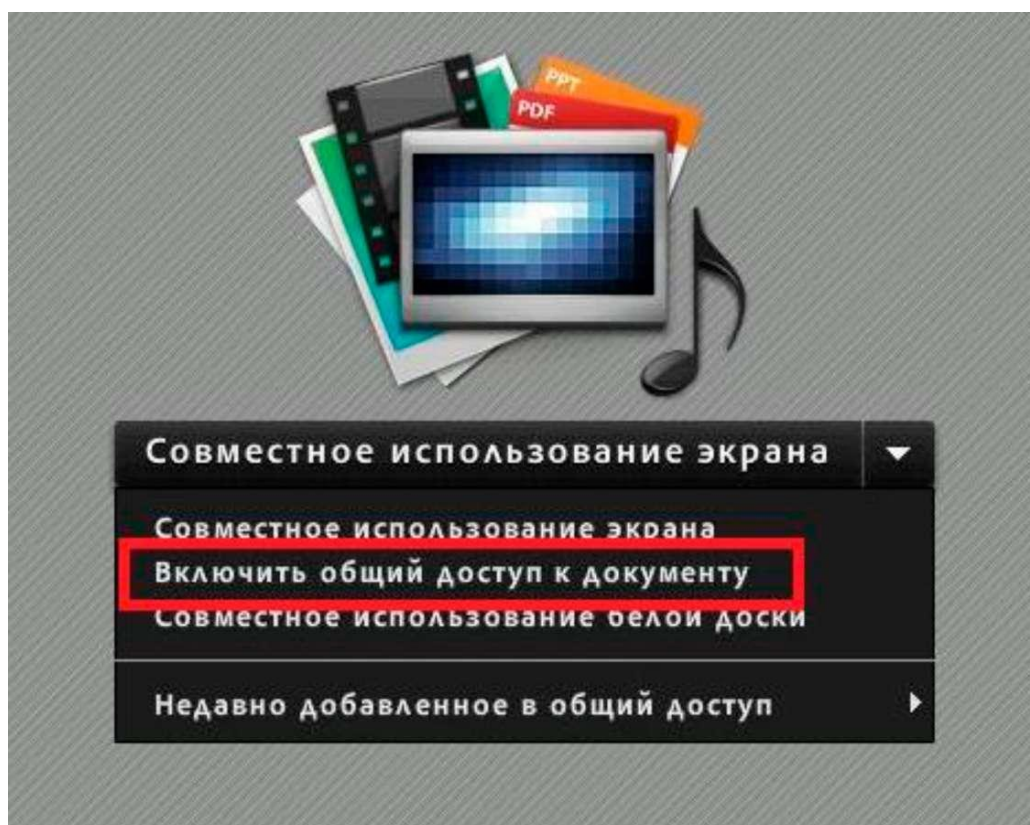 PPT
PDF
Совместное использование экрана
Совместное использование экрана
Включить общий доступ к документу
Совместное использование белой доски
Недавно добавленное в общий доступ